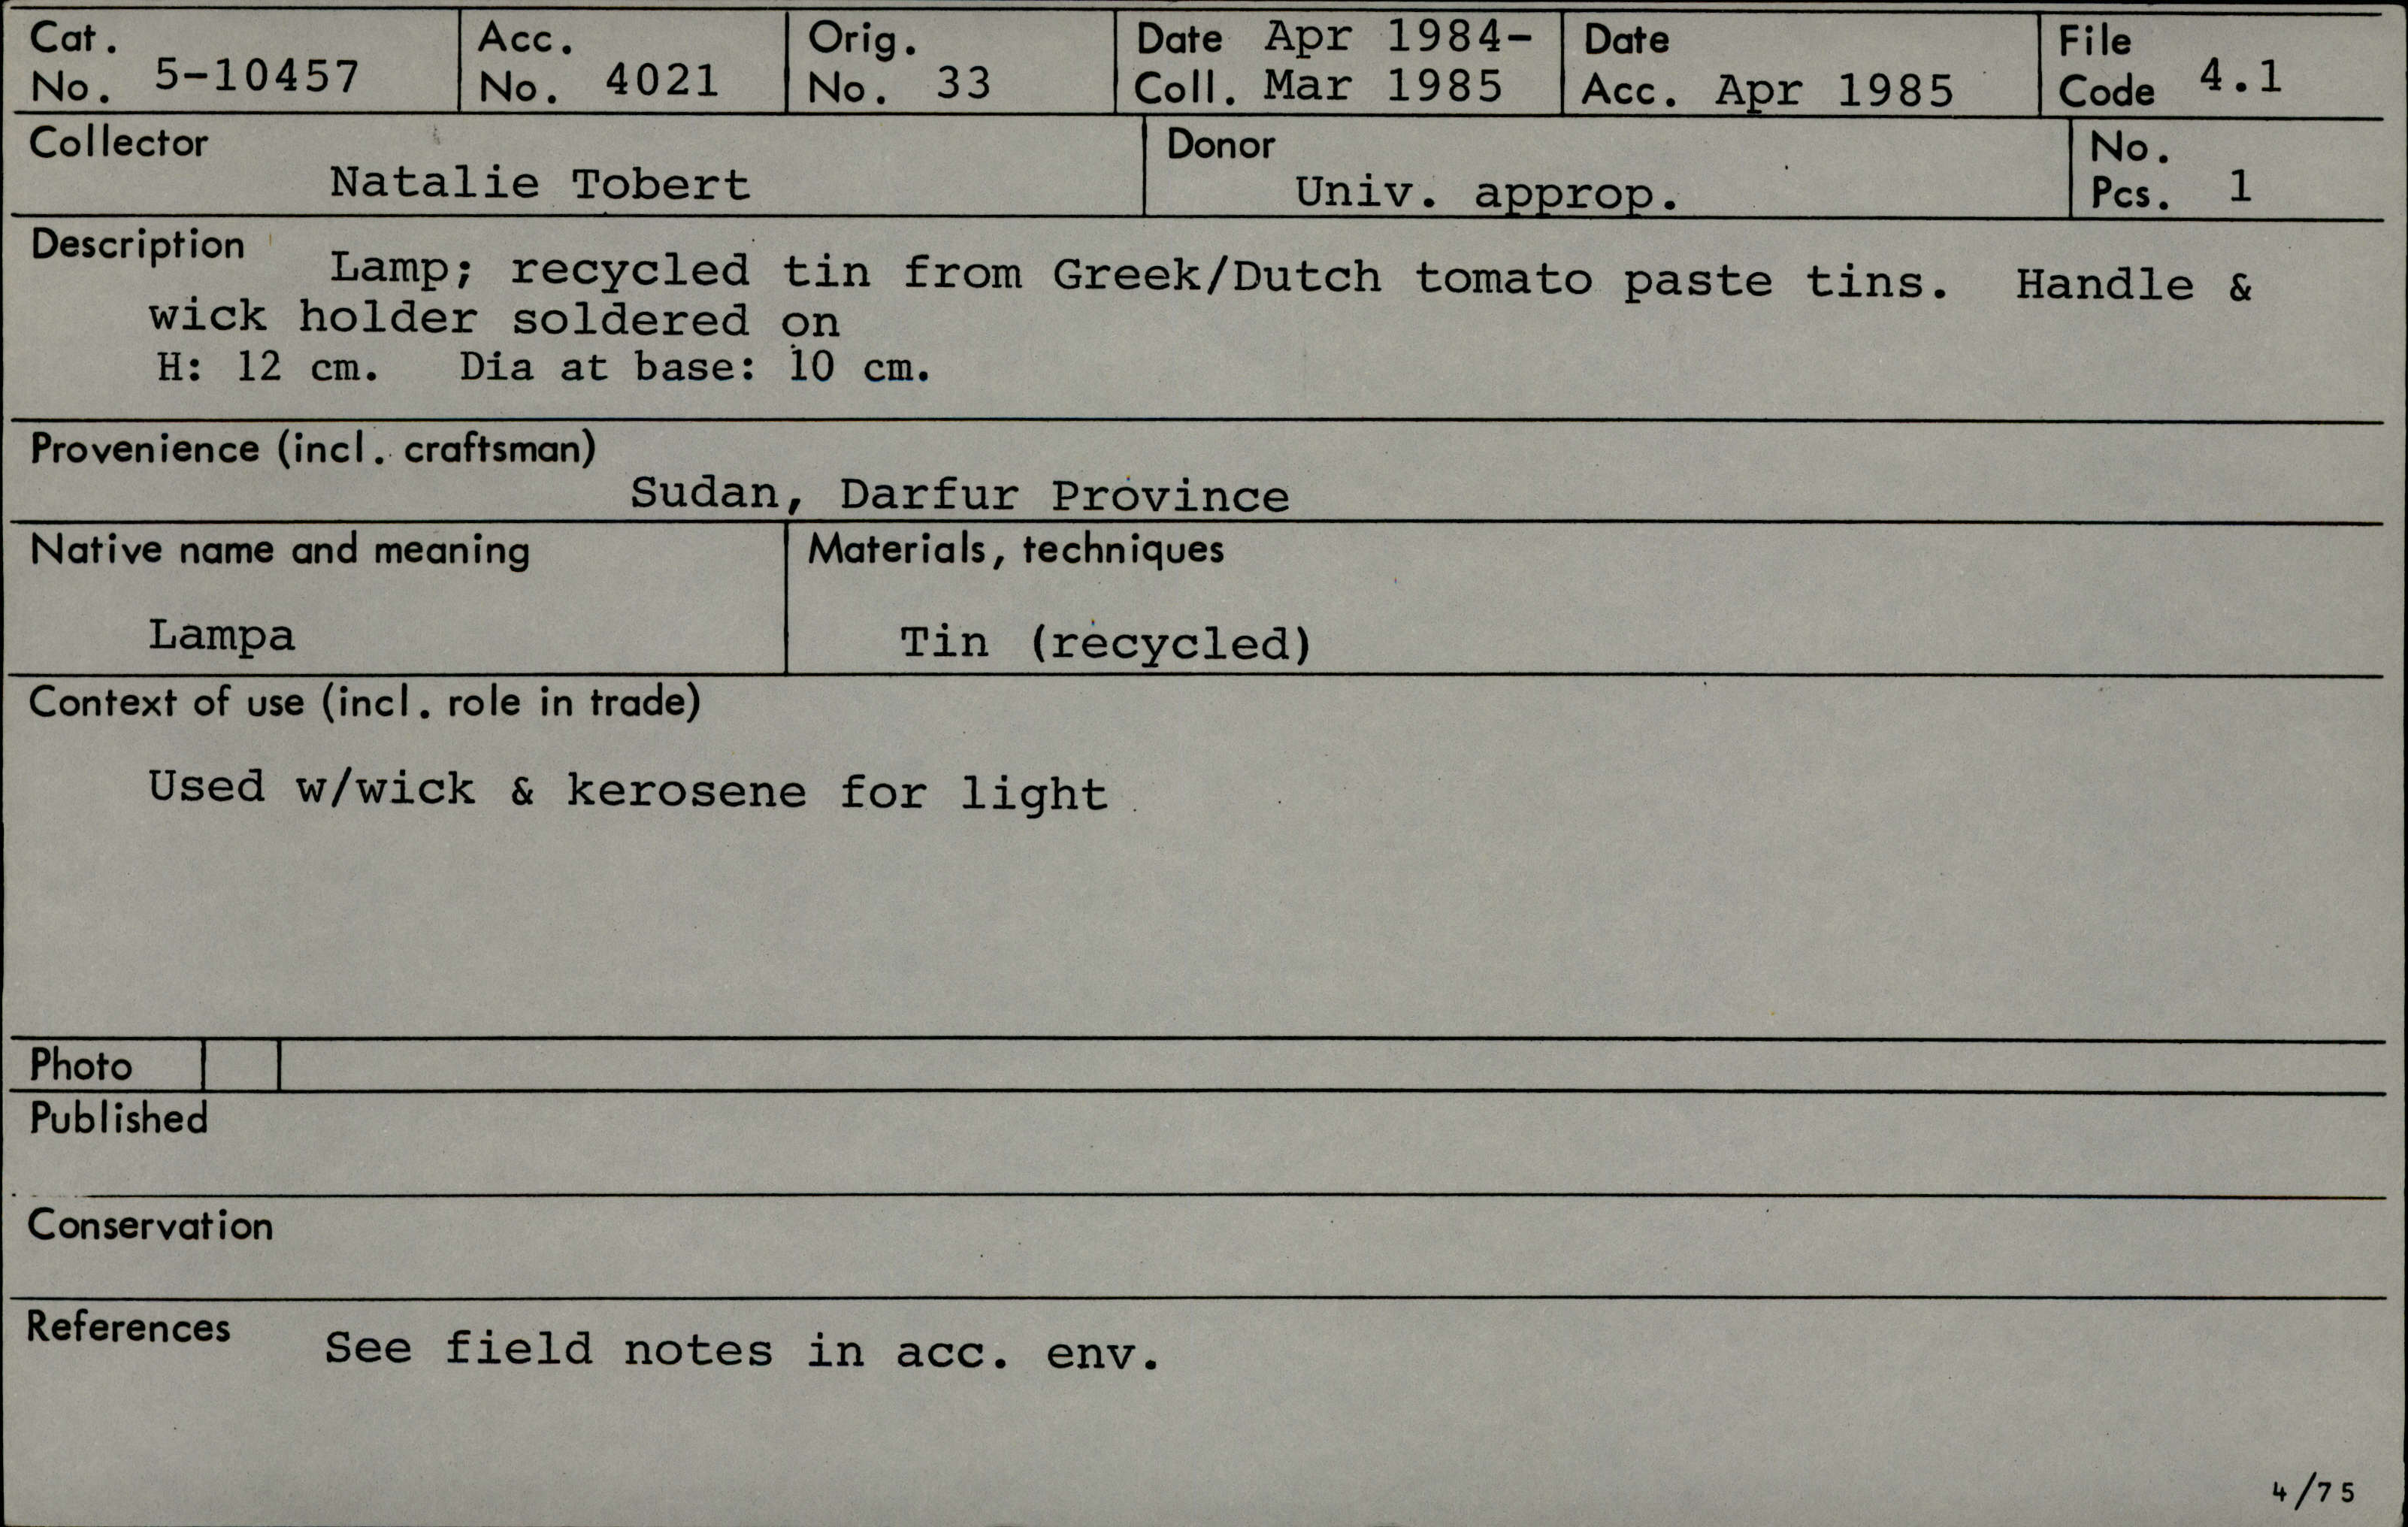 Cat. No. 5-10457
Acc. No. 4021
Orig. No. 33
Date Coll. Apr 1984- Mar 1985
Date Acc. Apr 1985
File Code 4.1
Collector
Natalie Tobert
Donor
Univ. approp.
No. Pcs. 1
Description Lamp; recycled tin from Greek/Dutch tomato paste tins. Handle &
wick holder soldered on
H: 12 cm. Dia at base: 10 cm.
Provenience (incl. craftsman)
Sudan, Darfur Province
Native name and meaning
Lampa
Materials, techniques
Tin (recycled)
Context of use (incl. role in trade)
Used w/wick & kerosene for light
Photo
Published
Conservation
References See field notes in acc. env.
4/75